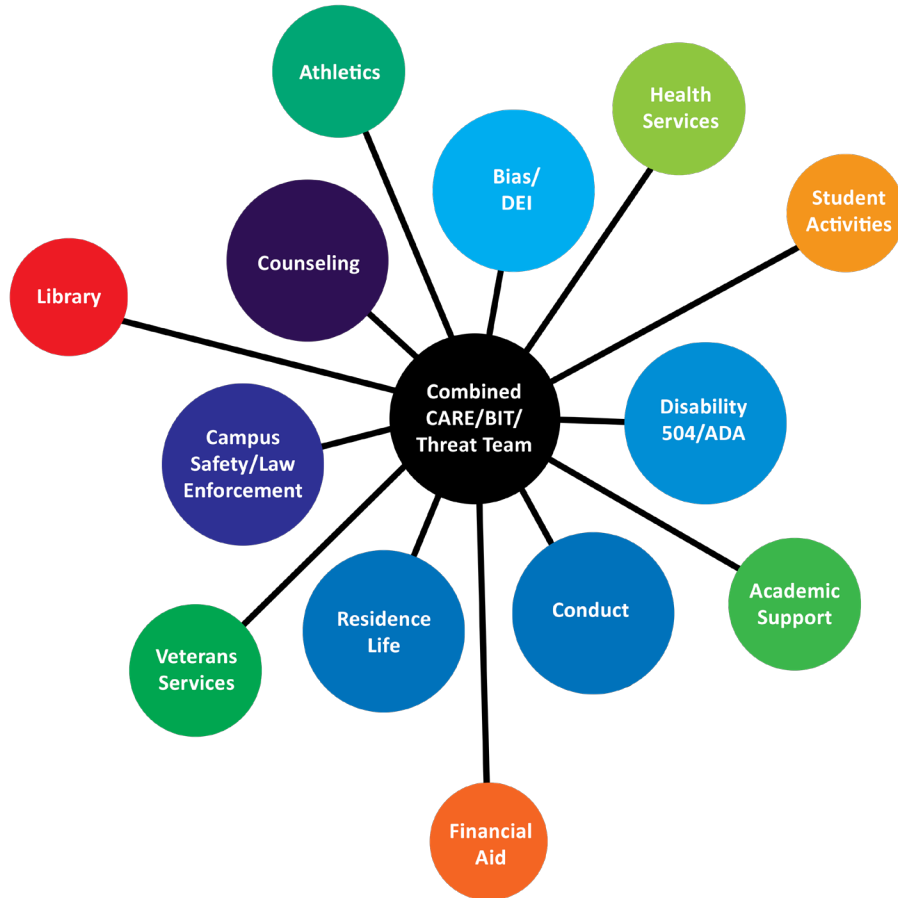 Athletics
Health
Services
Bias/
DEI
Student
Activities
Counseling
Library
Combined
CARE/BIT/
Threat Team
Disability
504/ADA
Campus
Safety/Law
Enforcement
Residence
Life
Conduct
Academic
Support
Veterans
Services
Financial
Aid